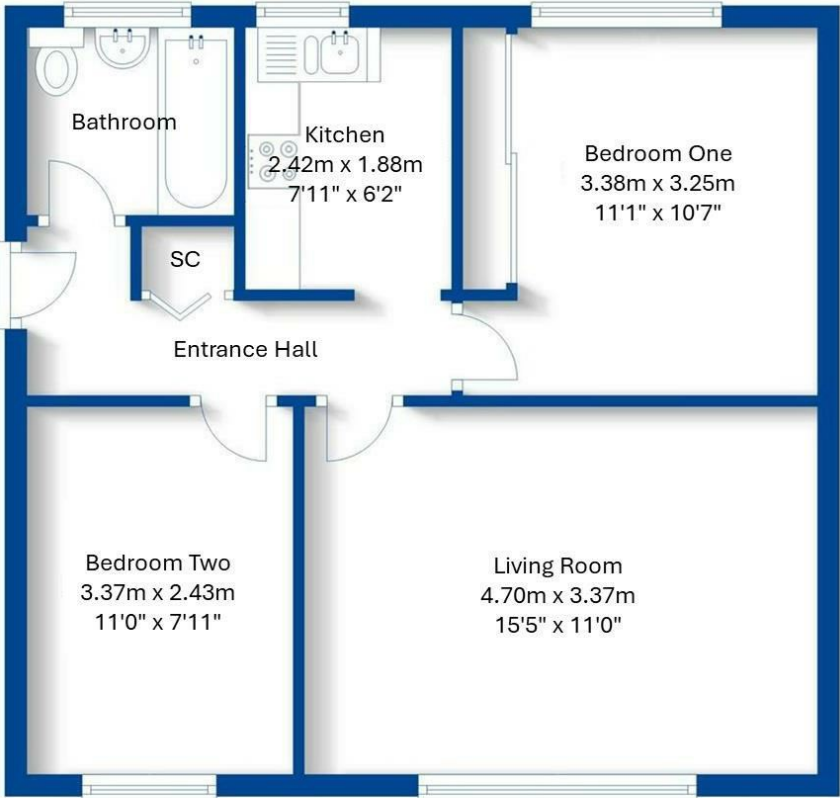 Bathroom
Kitchen
2.42m x 1.88m
7'11" x 6'2"
Bedroom One
3.38m x 3.25m
11'1" x 10'7"
SC
Entrance Hall
Bedroom Two
3.37m x 2.43m
11'0" x 7'11"
Living Room
4.70m x 3.37m
15'5" x 11'0"